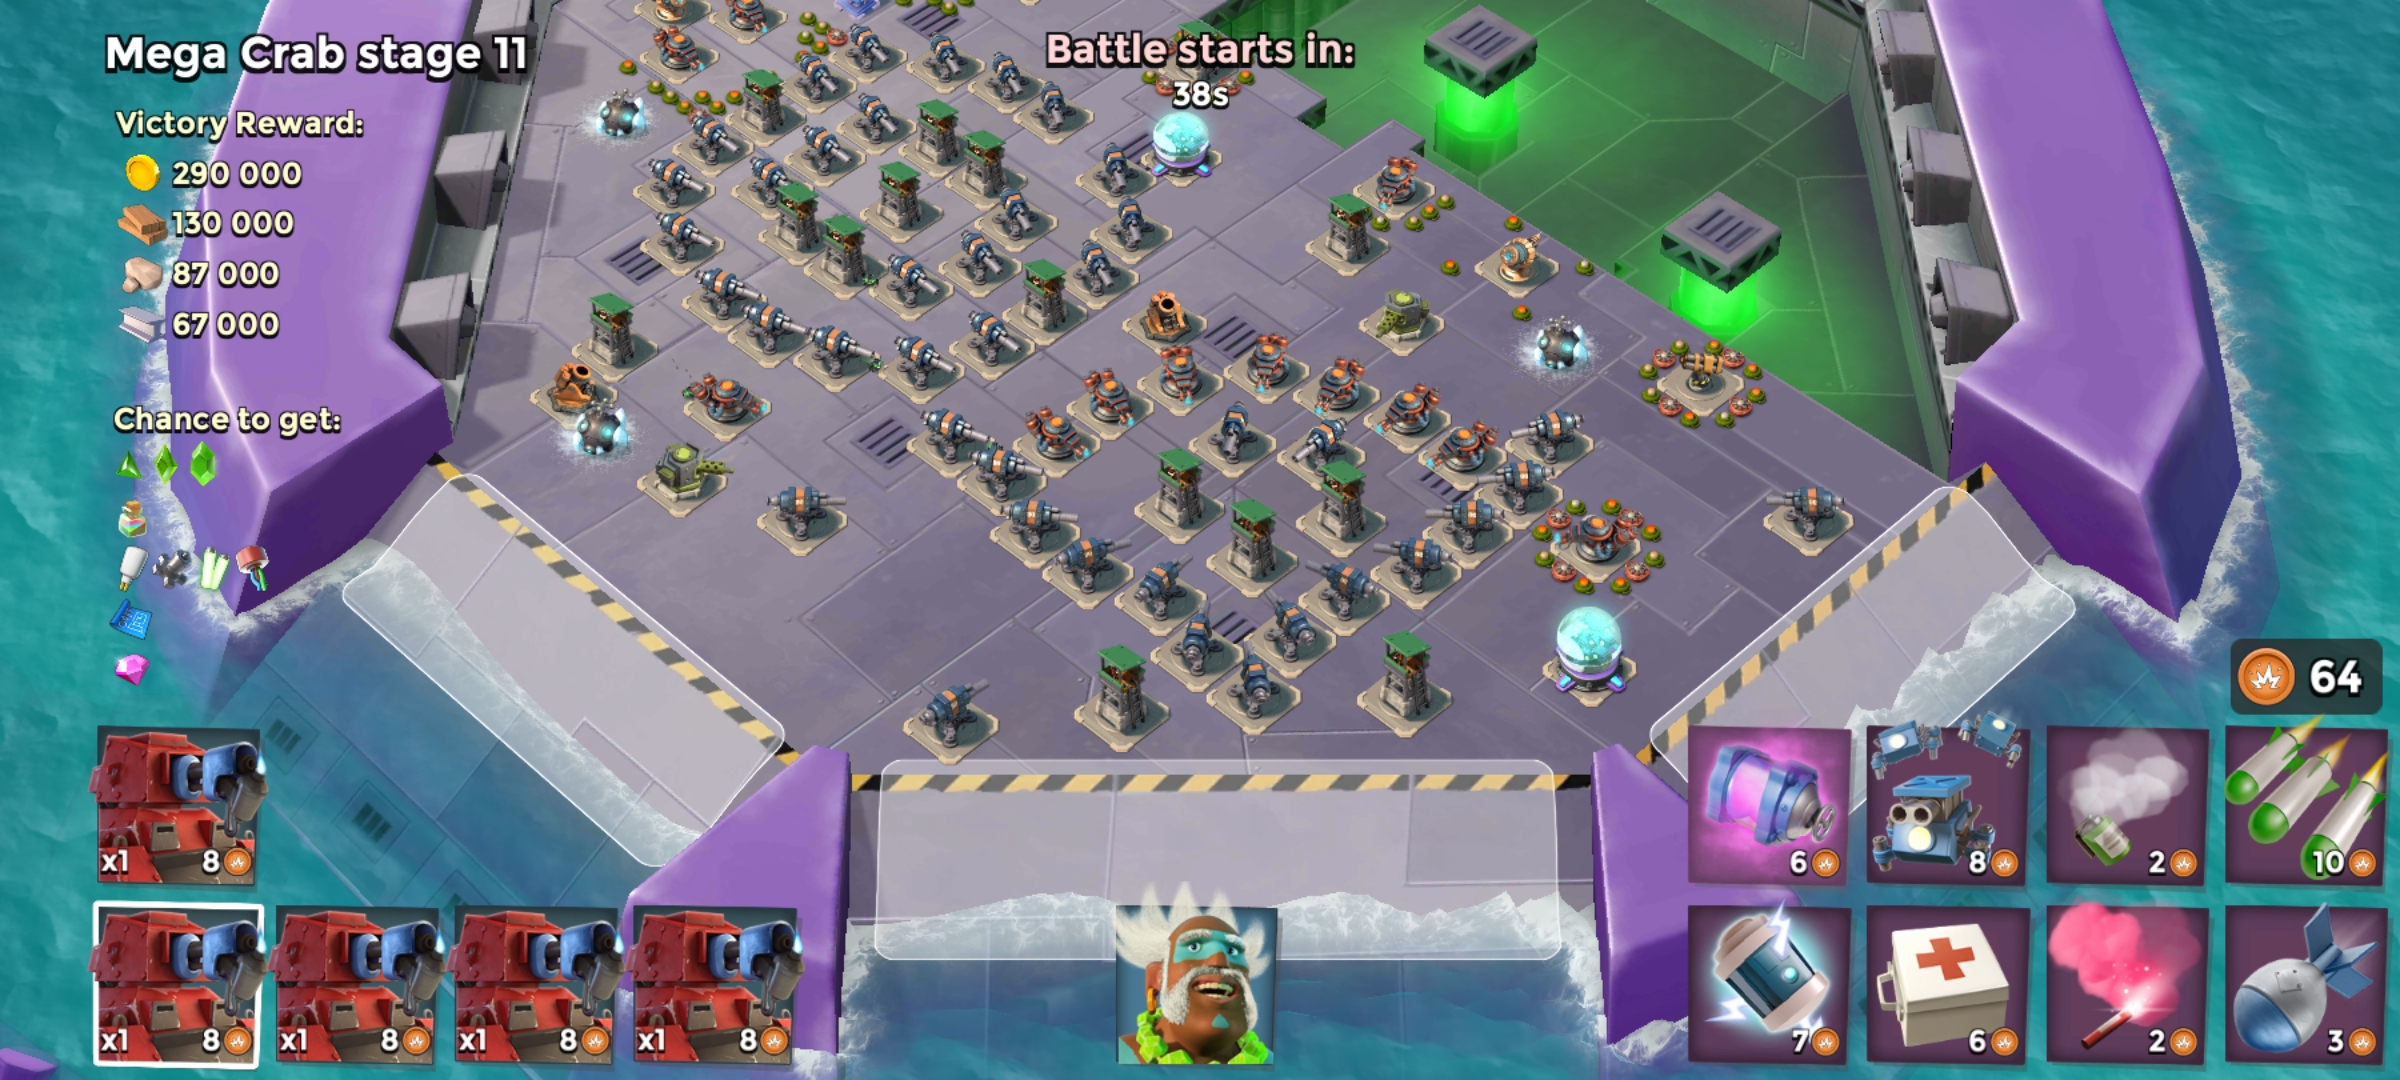 Mega Crab stage 11
Battle starts in:
38s
Victory Reward:
290 000
130 000
87 000
67 000
Chance to get:
64
x1 8
6
8
2
10
x1 8
x1 8
x1 8
x1 8
7
6
2
3